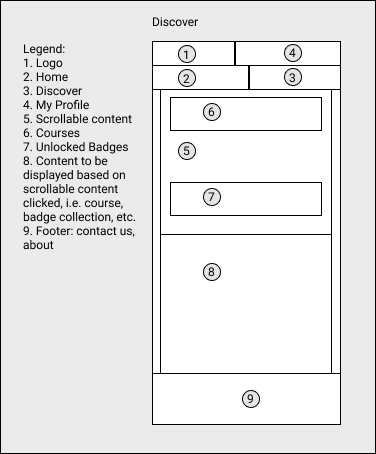 Discover
Legend:
1. Logo
2. Home
3. Discover
4. My Profile
5. Scrollable content
6. Courses
7. Unlocked Badges
8. Content to be
displayed based on
scrollable content
clicked, i.e. course,
badge collection, etc.
9. Footer: contact us,
about
1
4
2
3
6
5
7
8
9